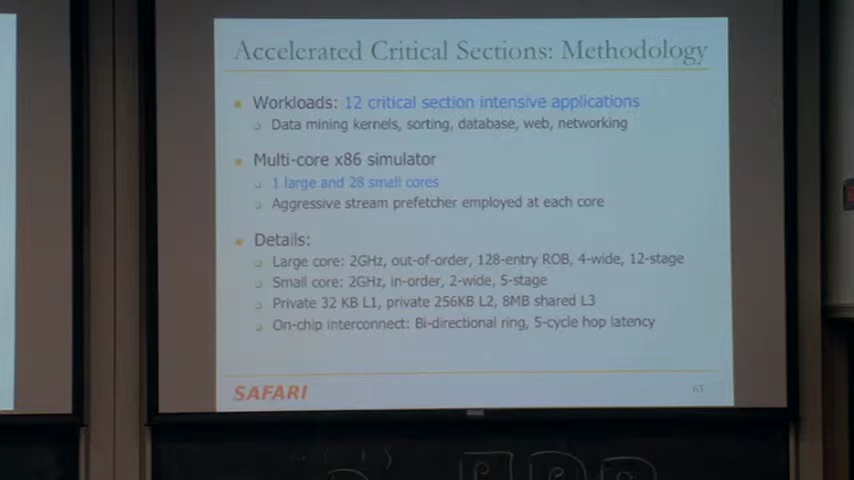 Accelerated Critical Sections: Methodology
Workloads: 12 critical section intensive applications
Data mining kernels, sorting, database, web, networking
Multi-core x86 simulator
1 large and 28 small cores
Aggressive stream prefetcher employed at each core
Details:
Large core: 2GHz, out-of-order, 128-entry ROB, 4-wide, 12-stage
Small core: 2GHz, in-order, 2-wide, 5-stage
Private 32 KB L1, private 256KB L2, 8MB shared L3
On-chip interconnect: Bi-directional ring, 5-cycle hop latency
SAFARI